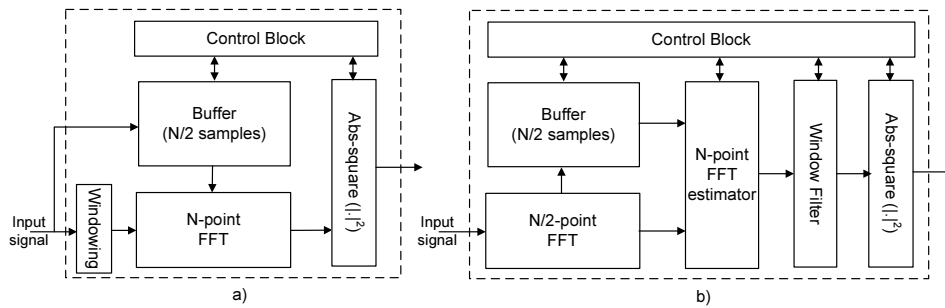 Control Block
Buffer
(N/2 samples)
Abs-square (|.|²)
Input
signal
Windowing
N-point
FFT
a)
Control Block
Buffer
(N/2 samples)
N-point
FFT
estimator
Window Filter
Abs-square (|.|²)
Input
signal
N/2-point
FFT
b)